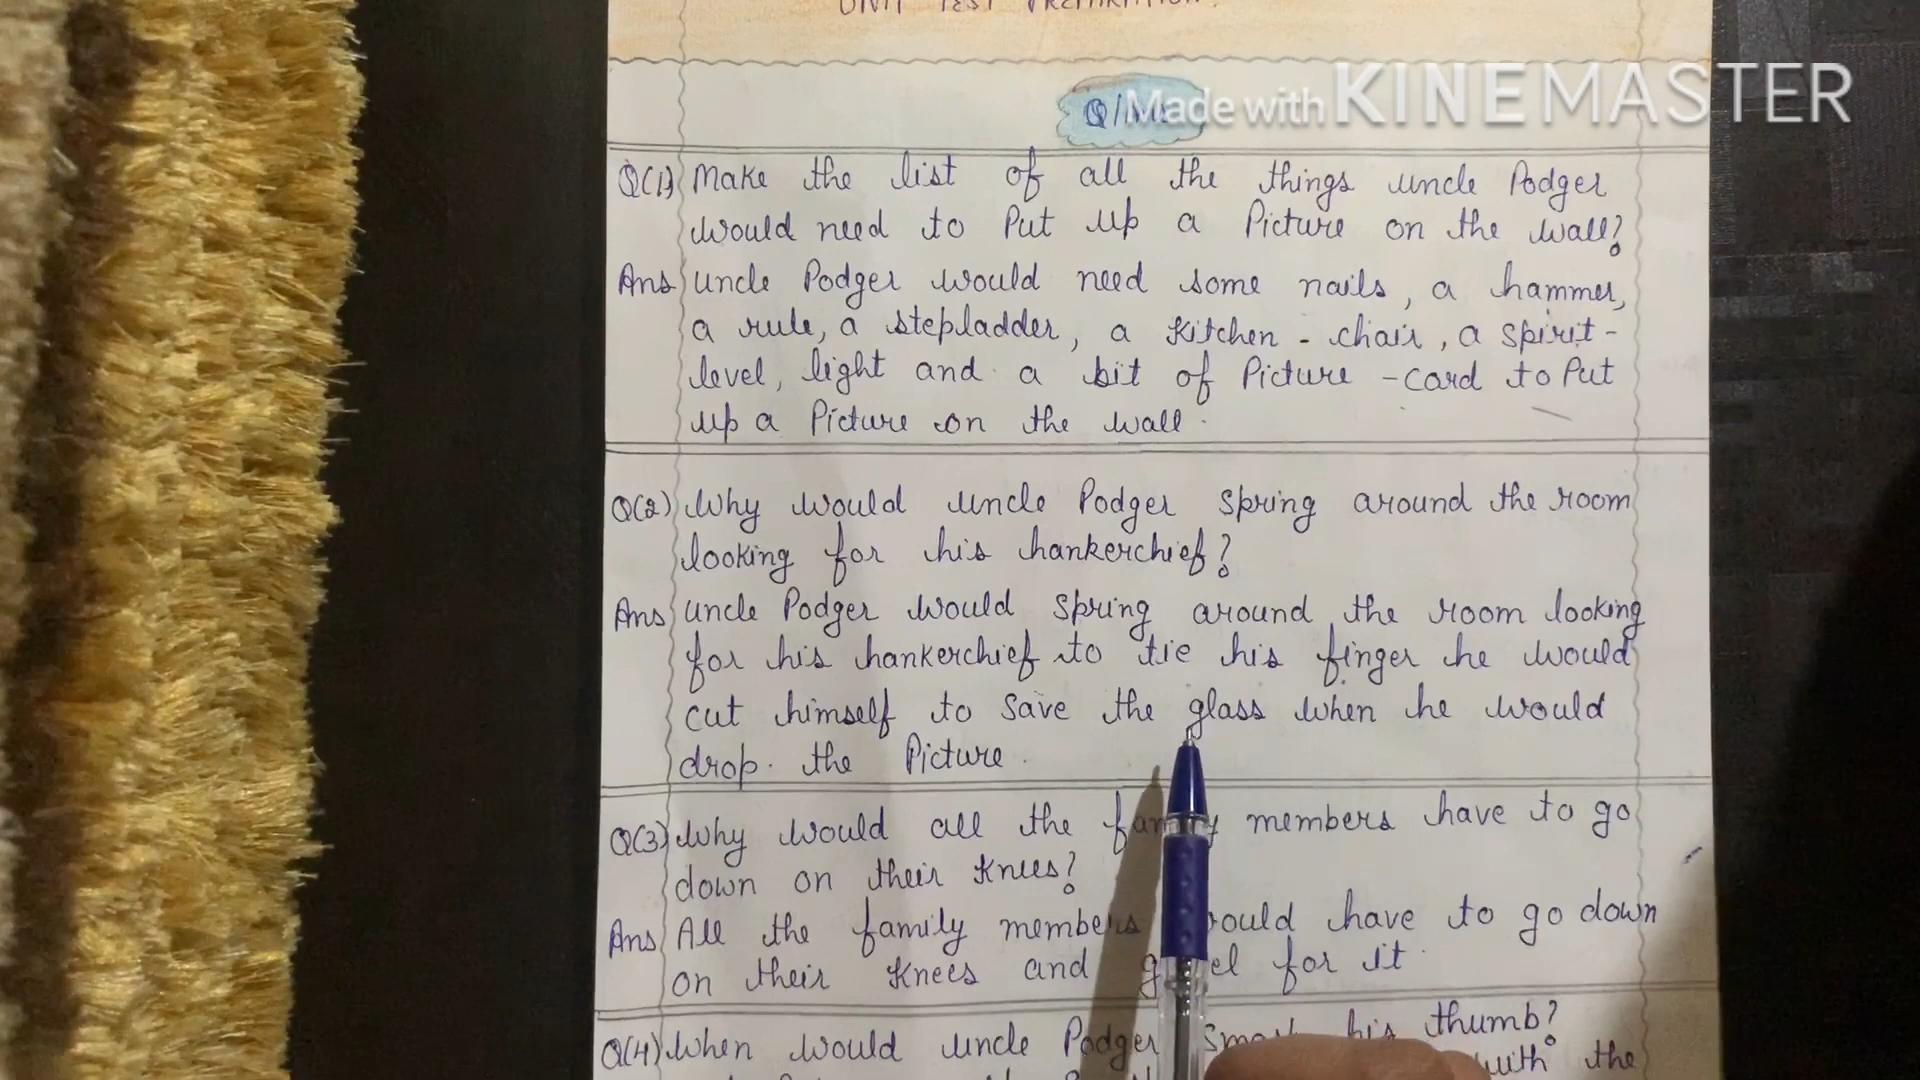 UNIT TEST PREPARATION.
Made with KINEMASTER
Q(1) Make the list of all the things uncle Podger
would need to Put up a Picture on the wall?
Ans Uncle Podger would need some nails, a hammer,
a rule, a stepladder, a Kitchen - chair, a spirit-
level, light and a bit of Picture - card to Put
up a Picture on the wall.
Q(2) Why would uncle Podger Spring around the room
looking for his hankerchief?
Ans Uncle Podger would Spring around the room looking
for his hankerchief to tie his finger he would
cut himself to save the glass when he would
drop. the Picture.
Q(3) Why would all the family members have to go
down on their Knees?
Ans All the family members would have to go down
on their Knees and for it.
Q(4) When would uncle Podger his thumb?
with the